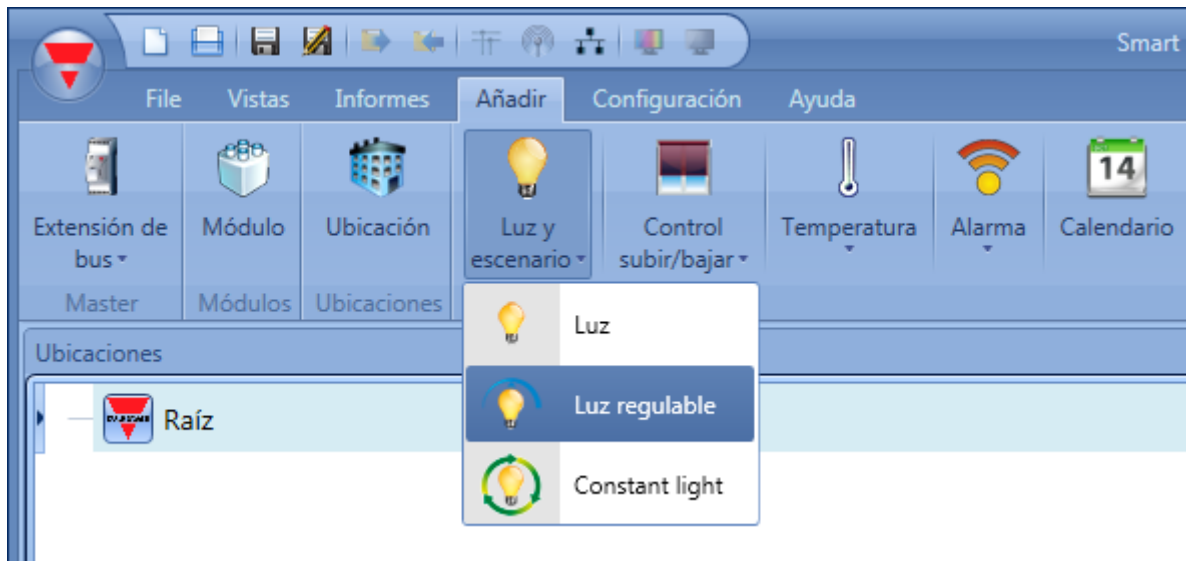 Smart
File Vistas Informes Añadir Configuración Ayuda
14
Extensión de bus
Módulo
Ubicación
Luz y escenario
Control subir/bajar
Temperatura
Alarma
Calendario
Master
Módulos
Ubicaciones
Luz
Luz regulable
Constant light
Ubicaciones
Raíz